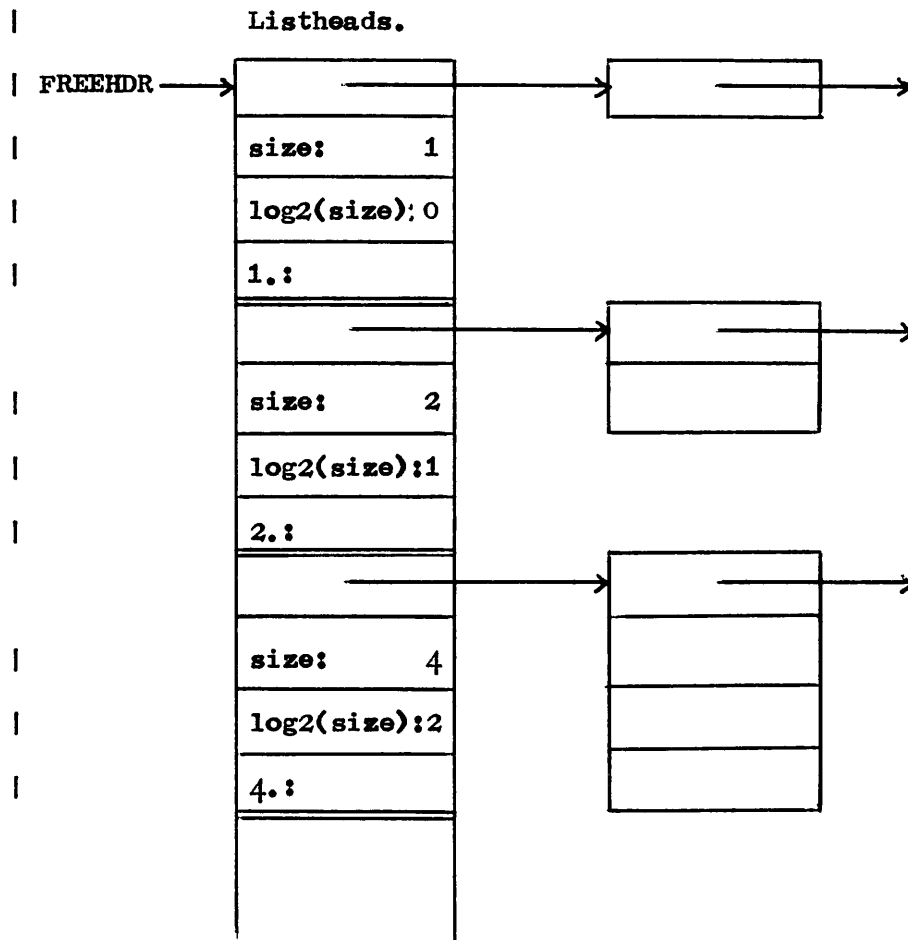 Listheads.
FREEHDR
size: 1
log2(size):0
1.:
size: 2
log2(size):1
2.:
size: 4
log2(size):2
4.: